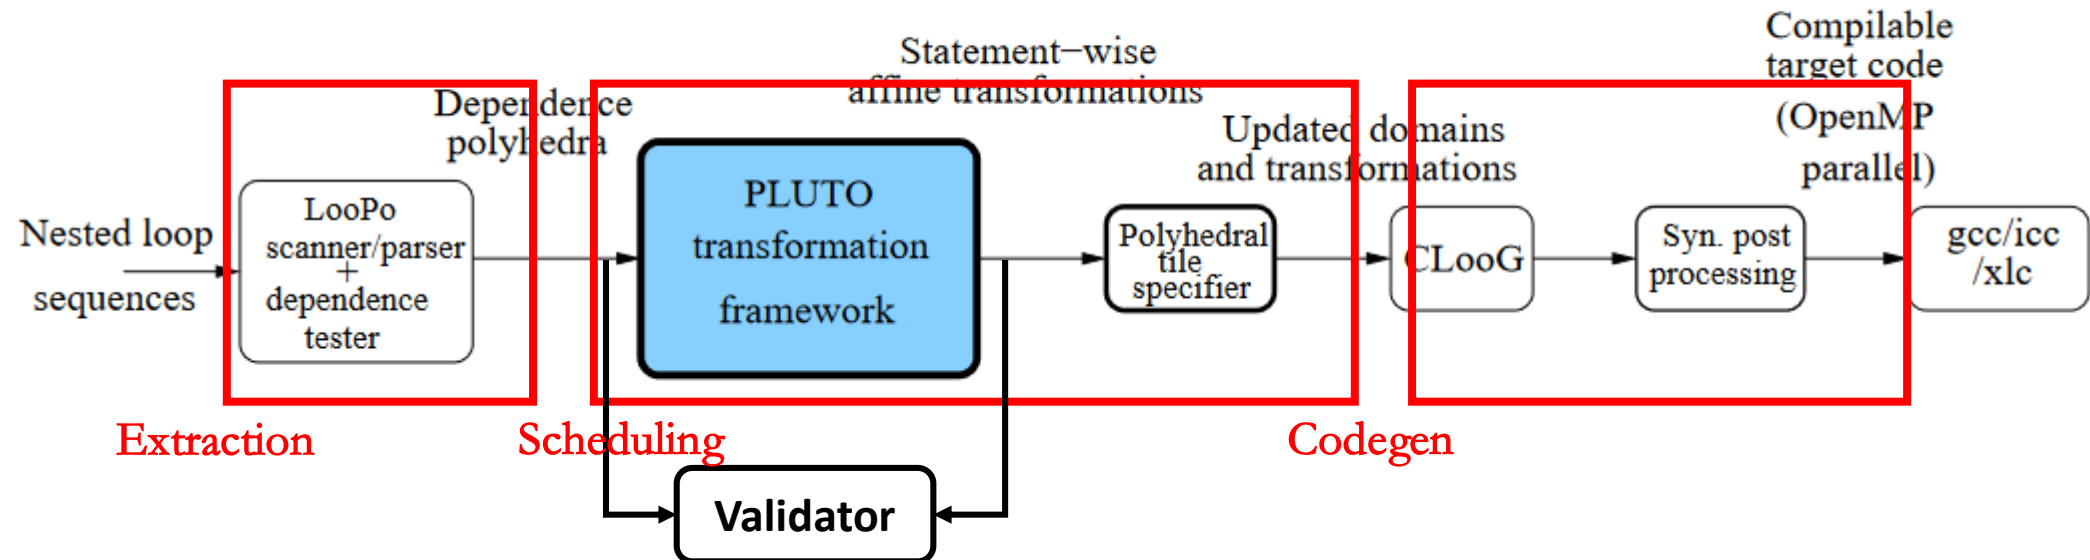 Nested loop
sequences
LooPo
scanner/parser
+
dependence
tester
Dependence
polyhedra
Statement−wise
affine transformations
PLUTO
transformation
framework
Polyhedral
tile
specifier
Updated domains
and transformations
CLooG
Syn. post
processing
Compilable
target code
(OpenMP
parallel)
gcc/icc
/xlc
Extraction
Scheduling
Codegen
Validator